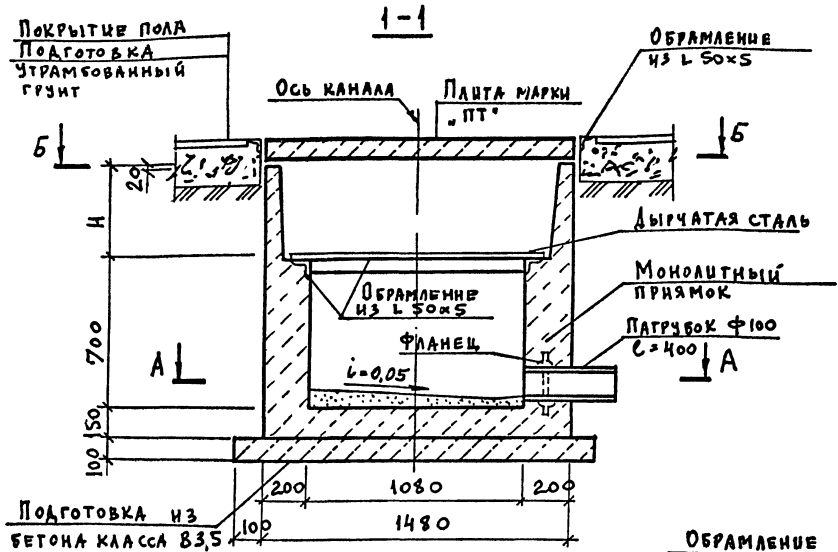 1-1
ПОКРЫТИЕ ПОЛА
ПОДГОТОВКА
УТРАМБОВАННЫЙ
ГРУНТ
ОСЬ КАНАЛА
ПЛИТА МАРКИ
„ПТ"
ОБРАМЛЕНИЕ
ИЗ L 50×5
Б
Б
20
Н
ДЫРЧАТАЯ СТАЛЬ
ОБРАМЛЕНИЕ
ИЗ L 50×5
МОНОЛИТНЫЙ
ПРИЯМОК
700
ФЛАНЕЦ
ПАТРУБОК Ф100
ℓ=400
А
i=0,05
А
150
100
200
1080
200
ПОДГОТОВКА ИЗ
БЕТОНА КЛАССА В3,5
100
1480
ОБРАМЛЕНИЕ